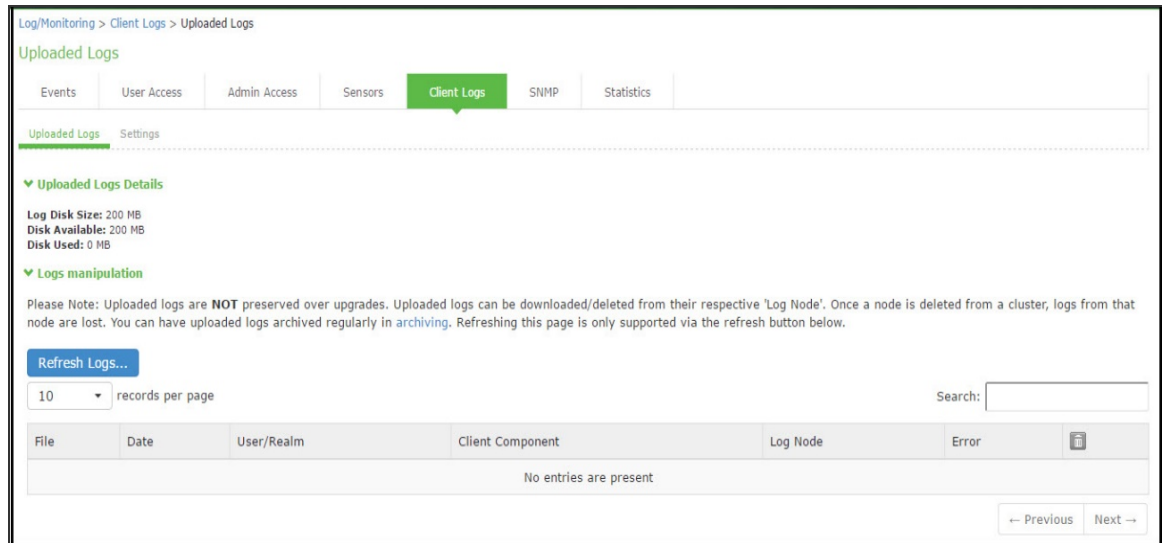 Log/Monitoring > Client Logs > Uploaded Logs
Uploaded Logs
Events User Access Admin Access Sensors Client Logs SNMP Statistics
Uploaded Logs Settings
Uploaded Logs Details
Log Disk Size: 200 MB
Disk Available: 200 MB
Disk Used: 0 MB
Logs manipulation
Please Note: Uploaded logs are NOT preserved over upgrades. Uploaded logs can be downloaded/deleted from their respective 'Log Node'. Once a node is deleted from a cluster, logs from that
node are lost. You can have uploaded logs archived regularly in archiving. Refreshing this page is only supported via the refresh button below.
Refresh Logs...
10 records per page Search:
File Date User/Realm Client Component Log Node Error
No entries are present
← Previous Next →